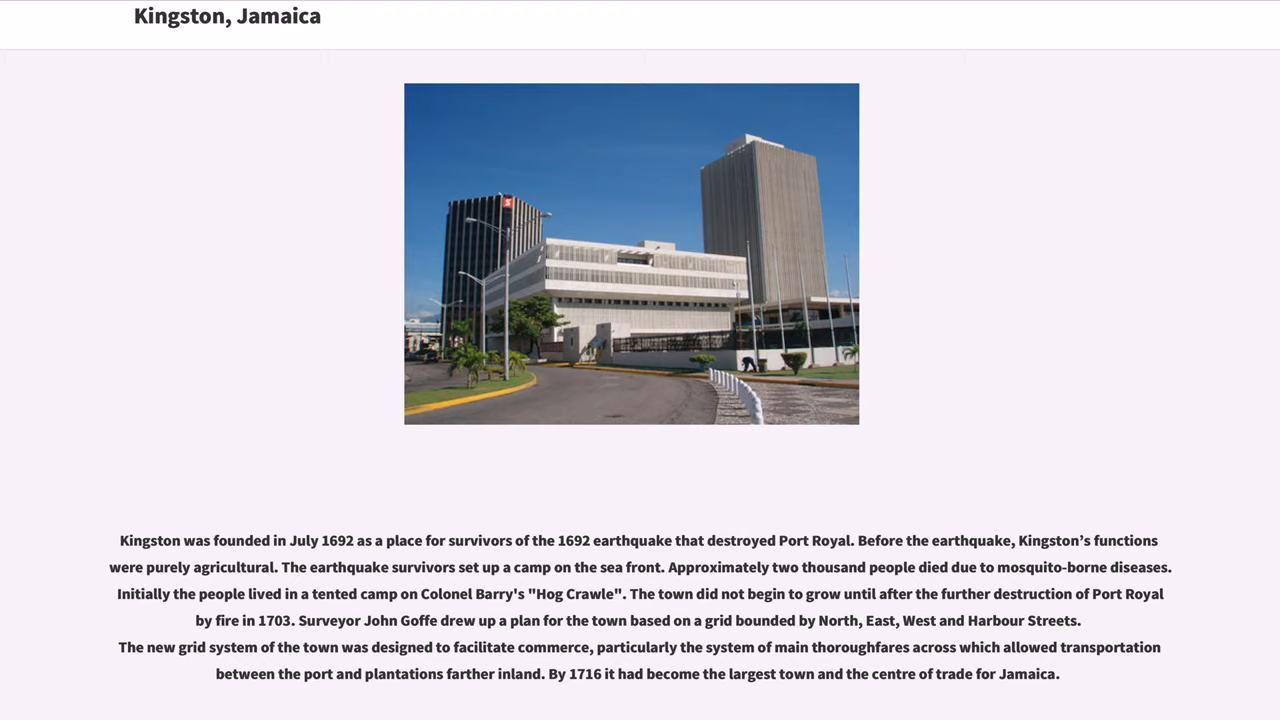 Kingston, Jamaica
Kingston was founded in July 1692 as a place for survivors of the 1692 earthquake that destroyed Port Royal. Before the earthquake, Kingston’s functions
were purely agricultural. The earthquake survivors set up a camp on the sea front. Approximately two thousand people died due to mosquito-borne diseases.
Initially the people lived in a tented camp on Colonel Barry's "Hog Crawle". The town did not begin to grow until after the further destruction of Port Royal
by fire in 1703. Surveyor John Goffe drew up a plan for the town based on a grid bounded by North, East, West and Harbour Streets.
The new grid system of the town was designed to facilitate commerce, particularly the system of main thoroughfares across which allowed transportation
between the port and plantations farther inland. By 1716 it had become the largest town and the centre of trade for Jamaica.